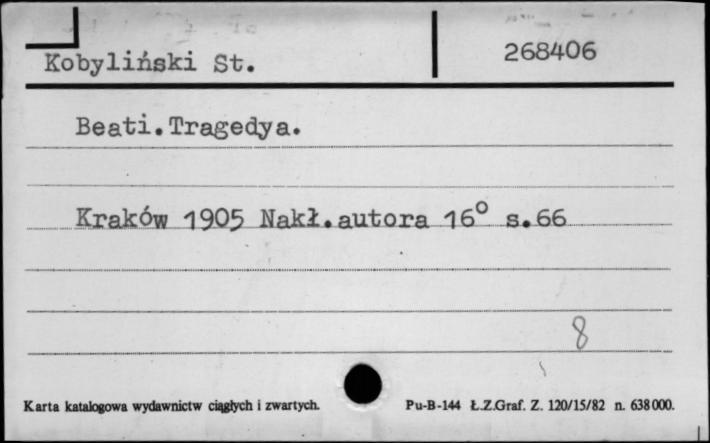 Kobyliński St. 268406
Beati.Tragedya.
Kraków 1905 Nakł.autora 16° s.66
8
Karta katalogowa wydawnictw ciągłych i zwartych. Pu-B-144 Ł.Z.Graf. Z. 120/15/82 n. 638000.